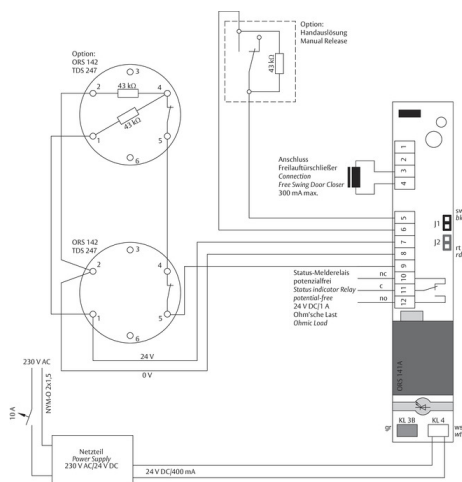 Option:
ORS 142
TDS 247
2
3
4
43 kΩ
43 kΩ
1
5
6
Option:
Handauslösung
Manual Release
43 kΩ
Anschluss
Freilauftürschließer
Connection
Free Swing Door Closer
300 mA max.
1
2
3
4
5
6
7
8
9
10
11
12
J1
J2
sw
bk
rt
rd
ORS 142
TDS 247
2
3
4
1
5
6
Status-Melderelais
potenzialfrei
Status indicator Relay
potential-free
24 V DC/1 A
Ohm'sche Last
Ohmic Load
nc
c
no
24 V
0 V
230 V AC
NYM-O 2x1,5
10 A
ORS 141A
gr
KL 3B
KL 4
ws
wt
Netzteil
Power Supply
230 V AC/24 V DC
24 V DC/400 mA